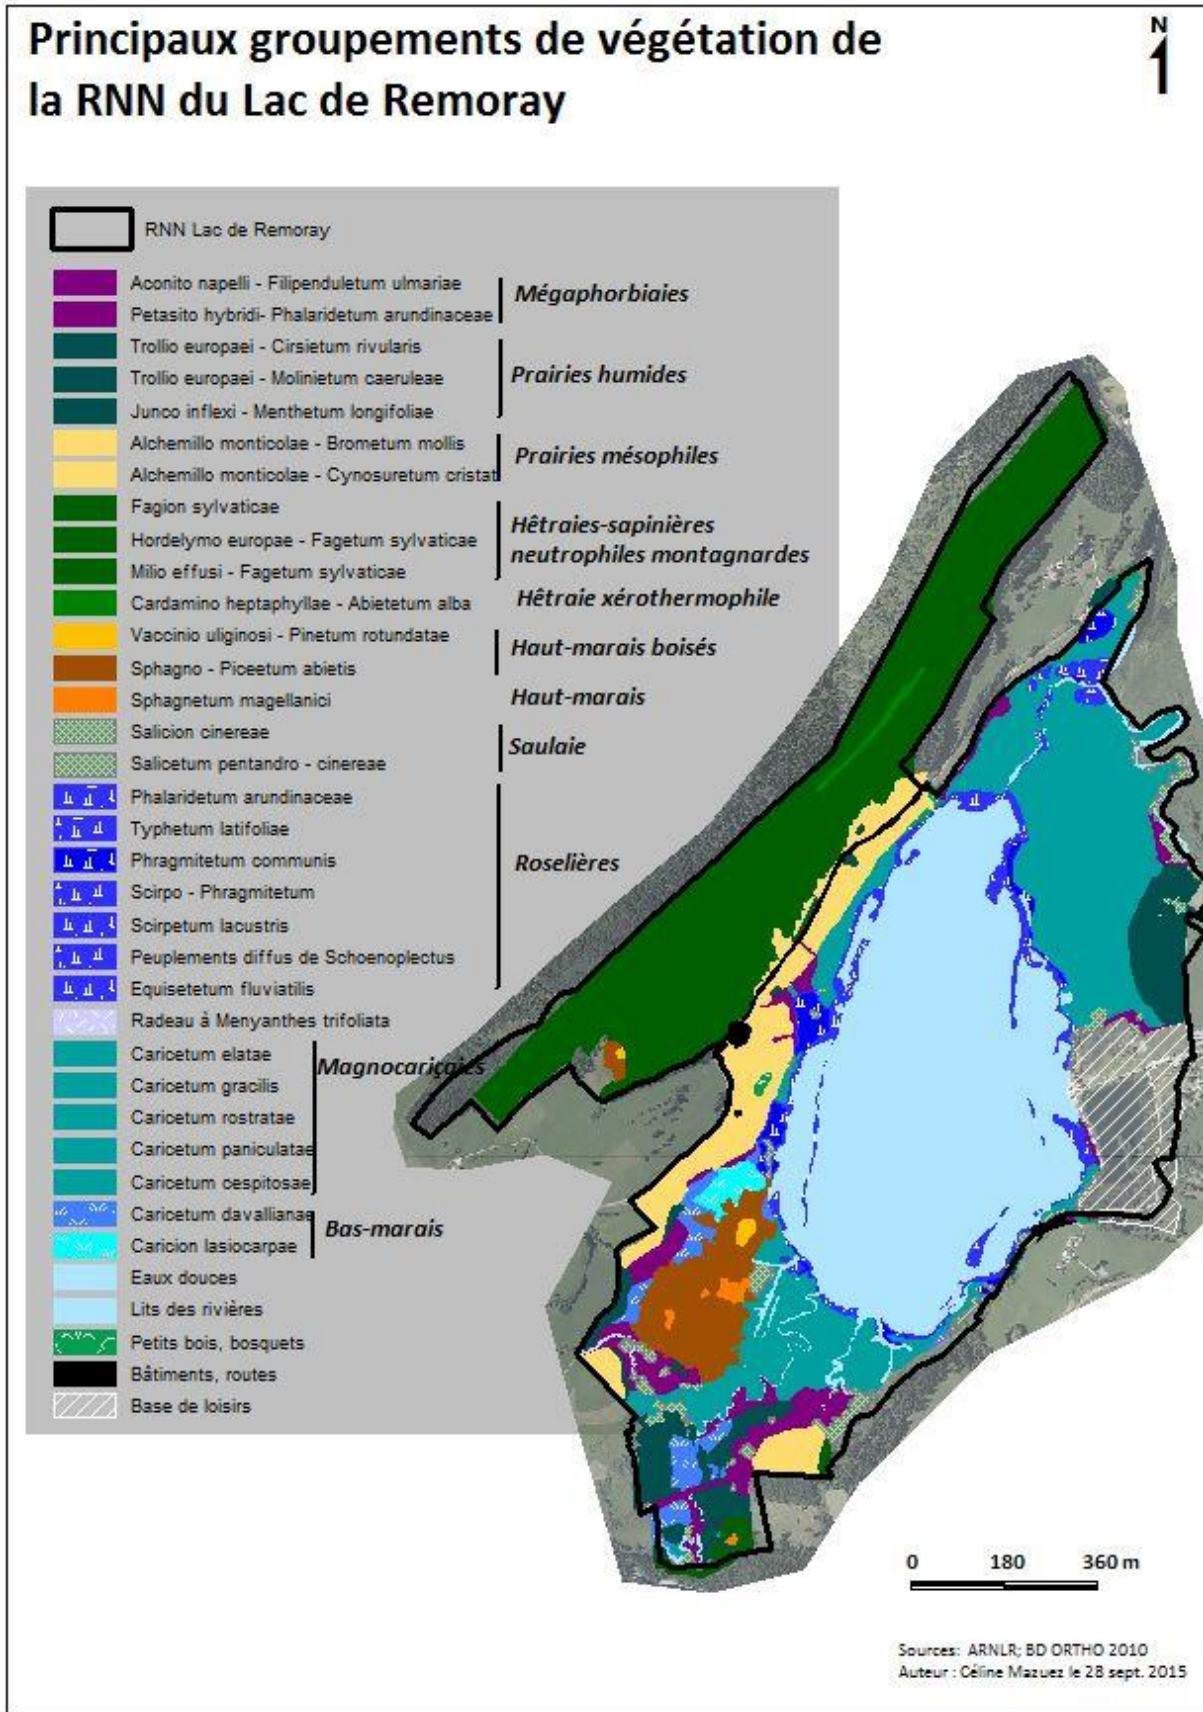 Principaux groupements de végétation de
la RNN du Lac de Remoray
N
RNN Lac de Remoray
Aconito napelli - Filipenduletum ulmariae
Petasito hybridi- Phalaridetum arundinaceae
Mégaphorbiaies
Trollio europaei - Cirsietum rivularis
Trollio europaei - Molinietum caeruleae
Junco inflexi - Menthetum longifoliae
Prairies humides
Alchemillo monticolae - Brometum mollis
Alchemillo monticolae - Cynosuretum cristat
Prairies mésophiles
Fagion sylvaticae
Hordelymo europae - Fagetum sylvaticae
Milio effusi - Fagetum sylvaticae
Hêtraies-sapinières
neutrophiles montagnardes
Cardamino heptaphyllae - Abietetum alba
Hêtraie xérothermophile
Vaccinio uliginosi - Pinetum rotundatae
Sphagno - Piceetum abietis
Haut-marais boisés
Sphagnetum magellanici
Haut-marais
Salicion cinereae
Salicetum pentandro - cinereae
Saulaie
Phalaridetum arundinaceae
Typhetum latifoliae
Phragmitetum communis
Scirpo - Phragmitetum
Scirpetum lacustris
Peuplements diffus de Schoenoplectus
Equisetetum fluviatilis
Roselières
Radeau à Menyanthes trifoliata
Caricetum elatae
Caricetum gracilis
Caricetum rostratae
Caricetum paniculatae
Caricetum cespitosae
Magnocariçaies
Caricetum davallianae
Caricion lasiocarpae
Bas-marais
Eaux douces
Lits des rivières
Petits bois, bosquets
Bâtiments, routes
Base de loisirs
0 180 360 m
Sources: ARNLR; BD ORTHO 2010
Auteur : Céline Mazuez le 28 sept. 2015